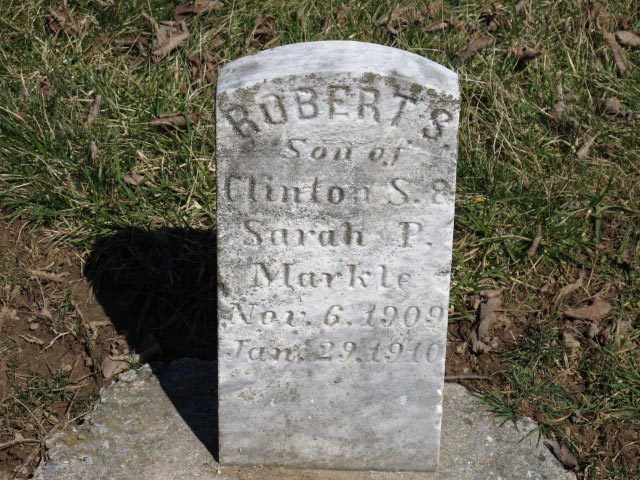 ROBERT S.
Son of
Clinton S. &
Sarah P.
Markle
Nov. 6. 1909
Jan. 29. 1910